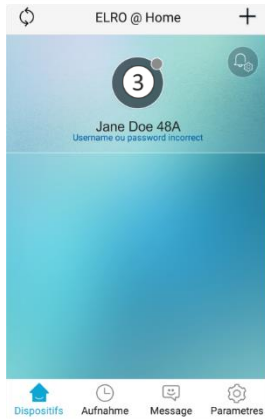 ELRO @ Home
3
Jane Doe 48A
Username ou password incorrect
Dispositifs Aufnahme Message Parametres